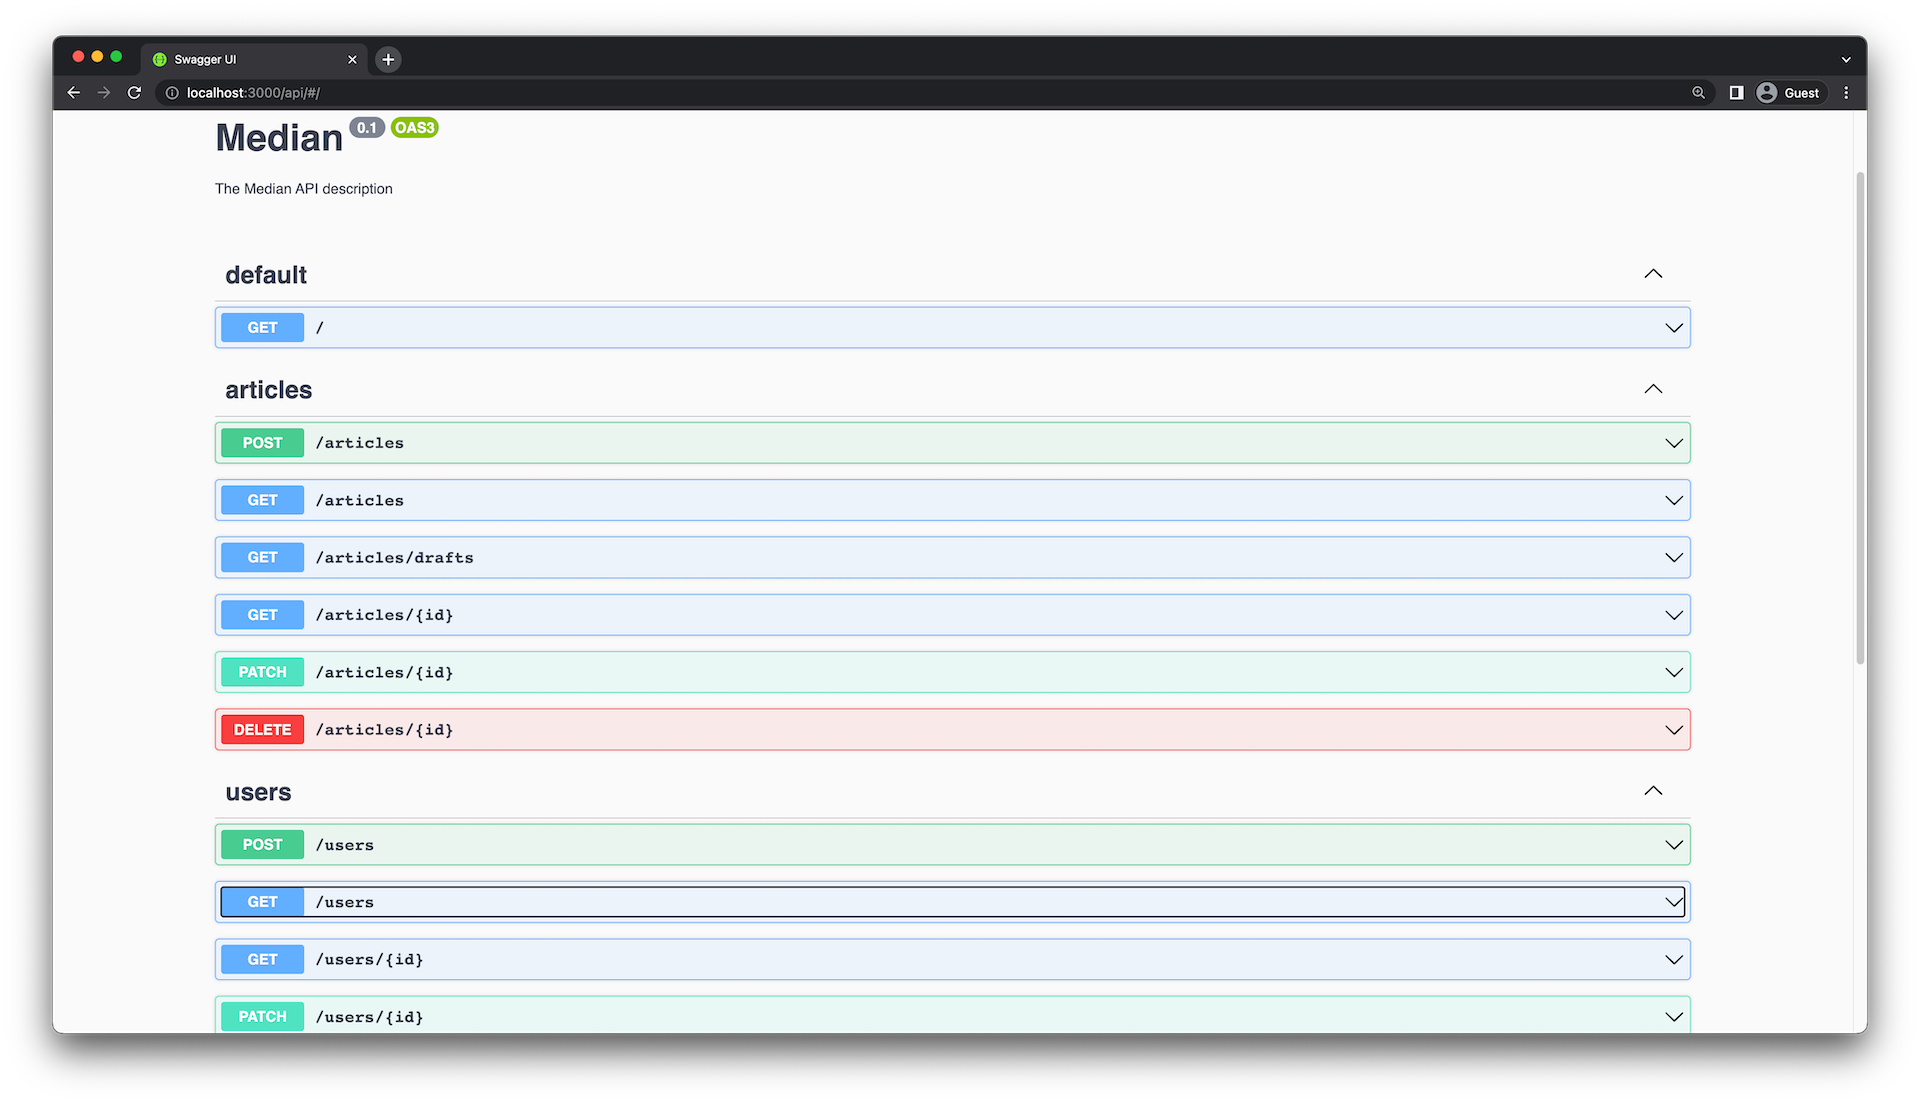 Swagger UI
localhost:3000/api/#/
Guest
Median 0.1 OAS3
The Median API description
default
GET /
articles
POST /articles
GET /articles
GET /articles/drafts
GET /articles/{id}
PATCH /articles/{id}
DELETE /articles/{id}
users
POST /users
GET /users
GET /users/{id}
PATCH /users/{id}